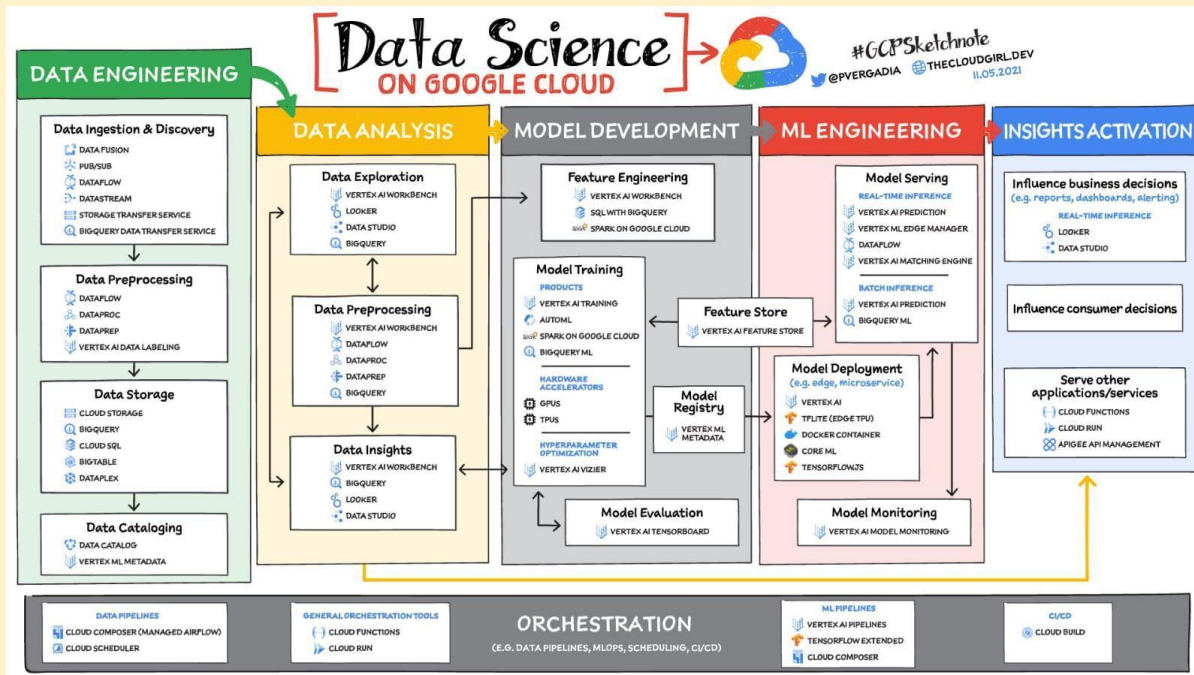 Data Science
ON GOOGLE CLOUD
#GCPSketchnote
@PVERGADIA THECLOUDGIRL.DEV
11.05.2021
DATA ENGINEERING
Data Ingestion & Discovery
DATA FUSION
PUB/SUB
DATAFLOW
DATASTREAM
STORAGE TRANSFER SERVICE
BIGQUERY DATA TRANSFER SERVICE
Data Preprocessing
DATAFLOW
DATAPROC
DATAPREP
VERTEX AI DATA LABELING
Data Storage
CLOUD STORAGE
BIGQUERY
CLOUD SQL
BIGTABLE
DATAPLEX
Data Cataloging
DATA CATALOG
VERTEX ML METADATA
DATA ANALYSIS
Data Exploration
VERTEX AI WORKBENCH
LOOKER
DATA STUDIO
BIGQUERY
Data Preprocessing
VERTEX AI WORKBENCH
DATAFLOW
DATAPROC
DATAPREP
BIGQUERY
Data Insights
VERTEX AI WORKBENCH
BIGQUERY
LOOKER
DATA STUDIO
MODEL DEVELOPMENT
Feature Engineering
VERTEX AI WORKBENCH
SQL WITH BIGQUERY
Spark SPARK ON GOOGLE CLOUD
Model Training
PRODUCTS
VERTEX AI TRAINING
AUTOML
Spark SPARK ON GOOGLE CLOUD
BIGQUERY ML
HARDWARE
ACCELERATORS
GPUS
TPUS
HYPERPARAMETER
OPTIMIZATION
VERTEX AI VIZIER
Model Evaluation
VERTEX AI TENSORBOARD
Feature Store
VERTEX AI FEATURE STORE
Model
Registry
VERTEX ML
METADATA
ML ENGINEERING
Model Serving
REAL-TIME INFERENCE
VERTEX AI PREDICTION
VERTEX ML EDGE MANAGER
DATAFLOW
VERTEX AI MATCHING ENGINE
BATCH INFERENCE
VERTEX AI PREDICTION
BIGQUERY ML
Model Deployment
(e.g. edge, microservice)
VERTEX AI
TFLITE (EDGE TPU)
DOCKER CONTAINER
CORE ML
TENSORFLOW.JS
Model Monitoring
VERTEX AI MODEL MONITORING
INSIGHTS ACTIVATION
Influence business decisions
(e.g. reports, dashboards, alerting)
REAL-TIME INFERENCE
LOOKER
DATA STUDIO
Influence consumer decisions
Serve other
applications/services
CLOUD FUNCTIONS
CLOUD RUN
APIGEE API MANAGEMENT
DATA PIPELINES
CLOUD COMPOSER (MANAGED AIRFLOW)
CLOUD SCHEDULER
GENERAL ORCHESTRATION TOOLS
CLOUD FUNCTIONS
CLOUD RUN
ORCHESTRATION
(E.G. DATA PIPELINES, MLOPS, SCHEDULING, CI/CD)
ML PIPELINES
VERTEX AI PIPELINES
TENSORFLOW EXTENDED
CLOUD COMPOSER
CI/CD
CLOUD BUILD